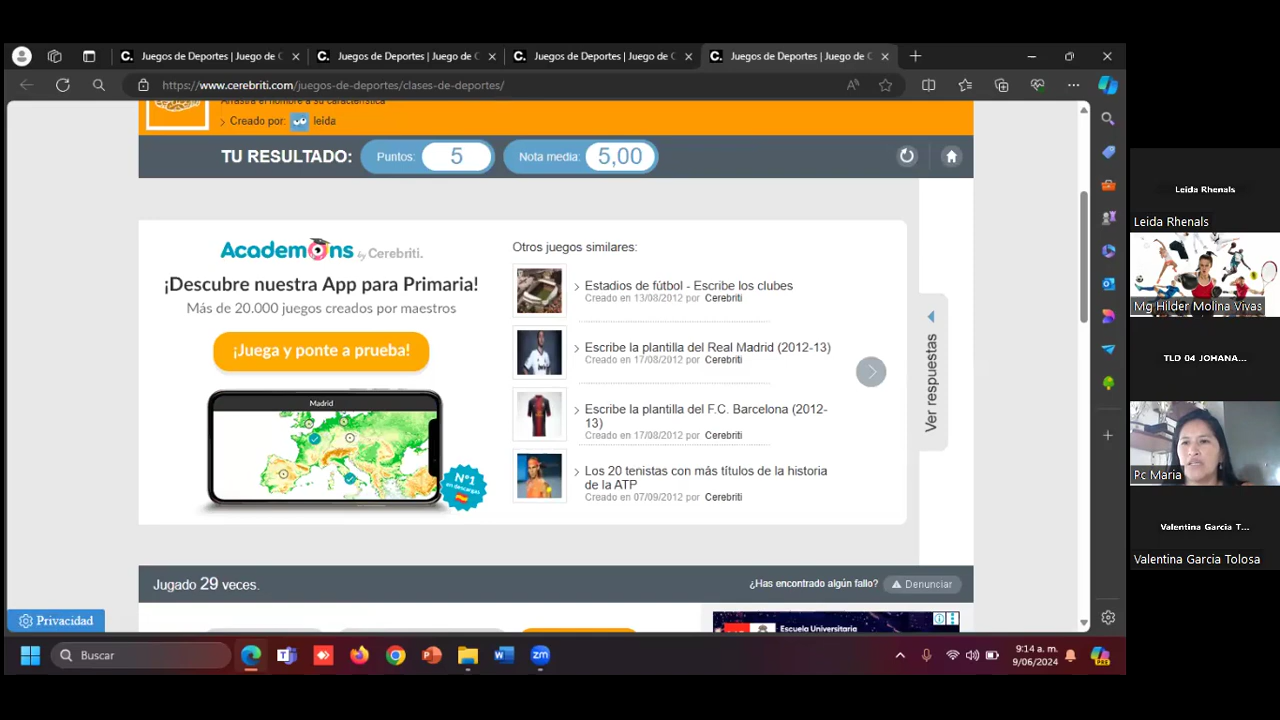 Juegos de Deportes | Juego de C
Juegos de Deportes | Juego de C
Juegos de Deportes | Juego de C
Juegos de Deportes | Juego de C
https://www.cerebriti.com/juegos-de-deportes/clases-de-deportes/
Arrastra el nombre a su característica
Creado por: leida
TU RESULTADO: Puntos: 5 Nota media: 5,00
Academons by Cerebriti.
¡Descubre nuestra App para Primaria!
Más de 20.000 juegos creados por maestros
¡Juega y ponte a prueba!
Madrid
Nº1
en descargas
Otros juegos similares:
Estadios de fútbol - Escribe los clubes
Creado en 13/08/2012 por Cerebriti
Escribe la plantilla del Real Madrid (2012-13)
Creado en 17/08/2012 por Cerebriti
Escribe la plantilla del F.C. Barcelona (2012-
13)
Creado en 17/08/2012 por Cerebriti
Los 20 tenistas con más títulos de la historia
de la ATP
Creado en 07/09/2012 por Cerebriti
Ver respuestas
Jugado 29 veces.
¿Has encontrado algún fallo? Denunciar
Privacidad
Escuela Universitaria
Buscar
9:14 a. m.
9/06/2024
Leida Rhenals
Leida Rhenals
Mg Hilder Molina Vivas
TLD 04 JOHANA...
Pc Maria
Valentina Garcia T...
Valentina Garcia Tolosa